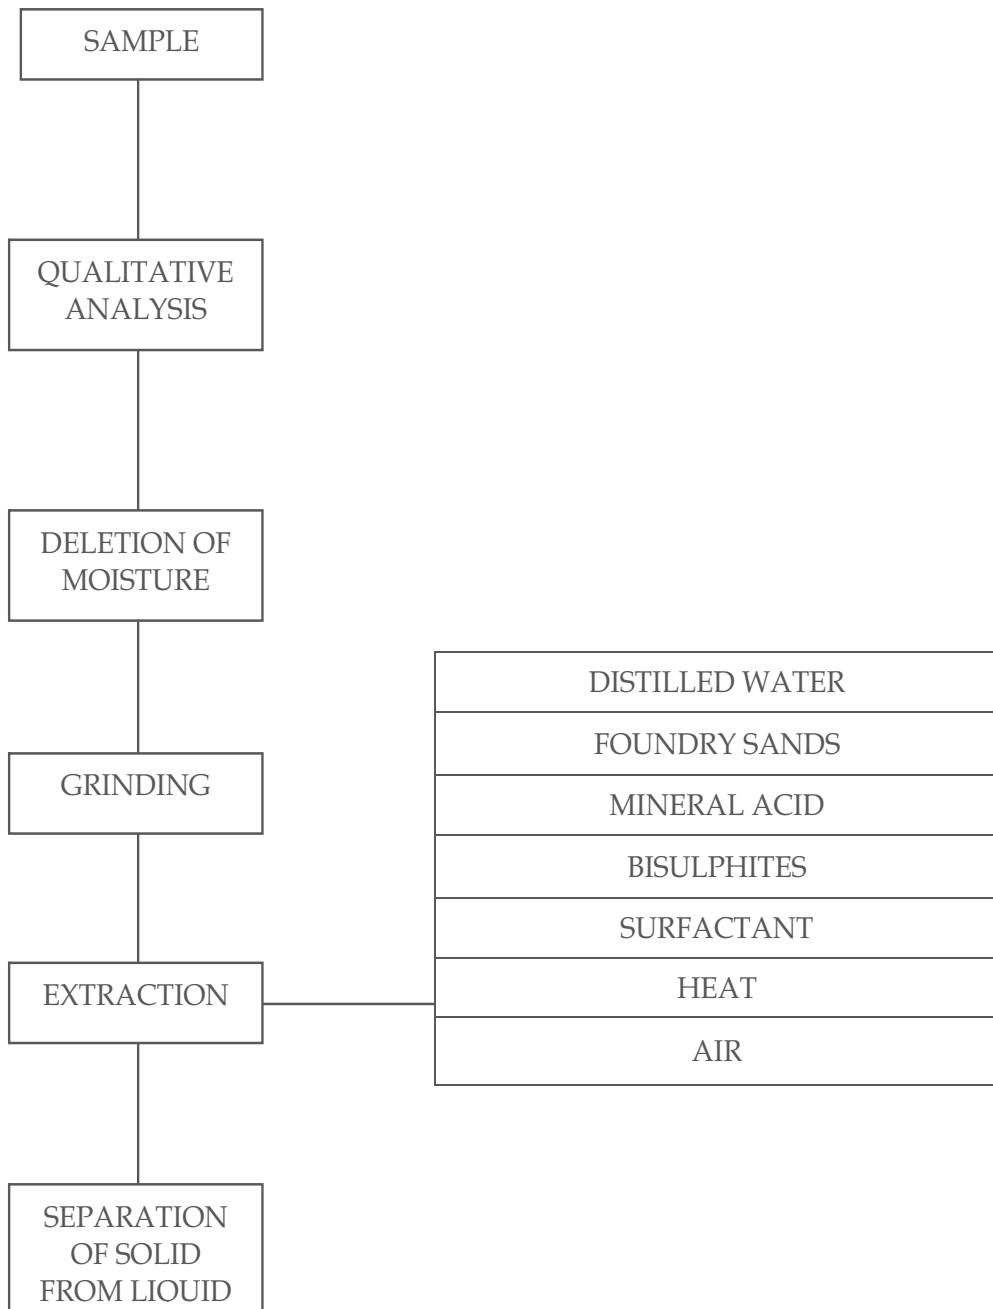 SAMPLE
QUALITATIVE
ANALYSIS
DELETION OF
MOISTURE
GRINDING
EXTRACTION
DISTILLED WATER
FOUNDRY SANDS
MINERAL ACID
BISULPHITES
SURFACTANT
HEAT
AIR
SEPARATION
OF SOLID
FROM LIQUID